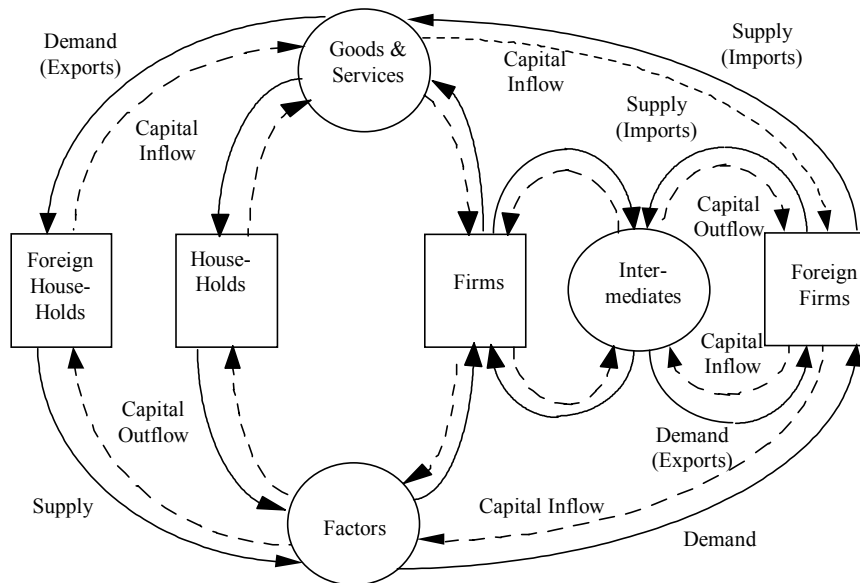 Demand
(Exports)
Goods &
Services
Capital
Inflow
Supply
(Imports)
Capital
Inflow
Supply
(Imports)
Capital
Outflow
Foreign
House-
Holds
House-
Holds
Firms
Inter-
mediates
Foreign
Firms
Capital
Inflow
Capital
Outflow
Demand
(Exports)
Supply
Factors
Capital Inflow
Demand